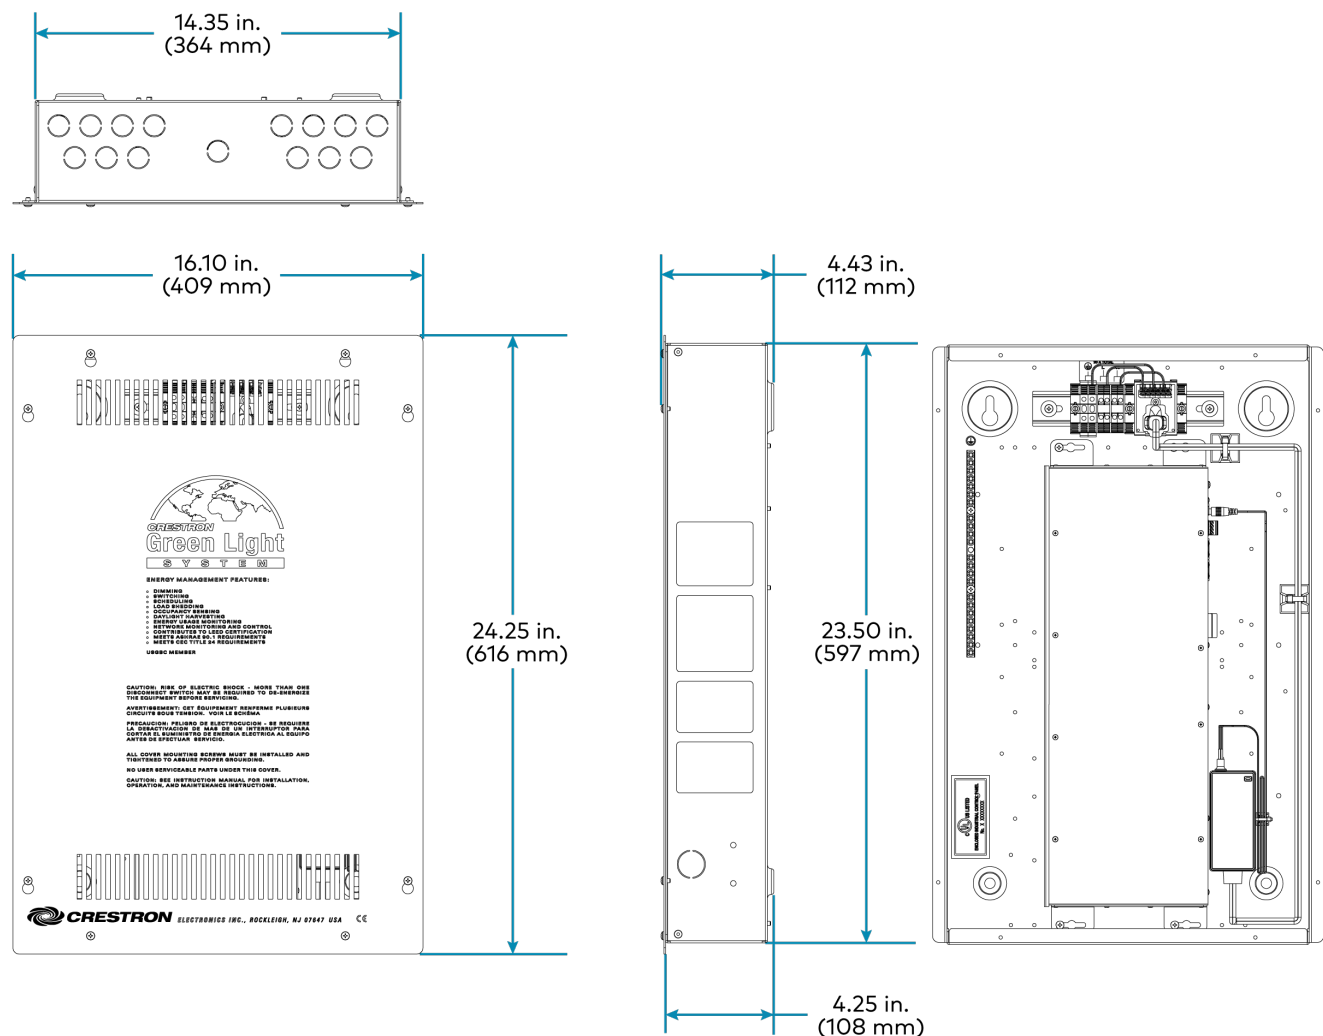 14.35 in.
(364 mm)
16.10 in.
(409 mm)
4.43 in.
(112 mm)
CRESTRON
Green Light
SYSTEM
ENERGY MANAGEMENT FEATURES:
DIMMING
SWITCHING
SCHEDULING
LOAD SHEDDING
OCCUPANCY SENSING
DAYLIGHT HARVESTING
ENERGY USAGE MONITORING
NETWORK MONITORING AND CONTROL
CONTRIBUTES TO LEED CERTIFICATION
MEETS ASHRAE 90.1 REQUIREMENTS
MEETS CEC TITLE 24 REQUIREMENTS
USGBC MEMBER
CAUTION: RISK OF ELECTRIC SHOCK - MORE THAN ONE
DISCONNECT SWITCH MAY BE REQUIRED TO DE-ENERGIZE
THE EQUIPMENT BEFORE SERVICING.
AVERTISSEMENT: CET ÉQUIPEMENT RENFERME PLUSIEURS
CIRCUITS SOUS TENSION. VOIR LE SCHÉMA
PRECAUCION: PELIGRO DE ELECTROCUCION - SE REQUIERE
LA DESACTIVACION DE MAS DE UN INTERRUPTOR PARA
CORTAR EL SUMINISTRO DE ENERGIA ELECTRICA AL EQUIPO
ANTES DE EFECTUAR SERVICIO.
ALL COVER MOUNTING SCREWS MUST BE INSTALLED AND
TIGHTENED TO ASSURE PROPER GROUNDING.
NO USER SERVICEABLE PARTS UNDER THIS COVER.
CAUTION: SEE INSTRUCTION MANUAL FOR INSTALLATION,
OPERATION, AND MAINTENANCE INSTRUCTIONS.
CRESTRON ELECTRONICS INC., ROCKLEIGH, NJ 07647 USA CE
24.25 in.
(616 mm)
23.50 in.
(597 mm)
4.25 in.
(108 mm)
UL US LISTED
ENCLOSED INDUSTRIAL CONTROL PANEL